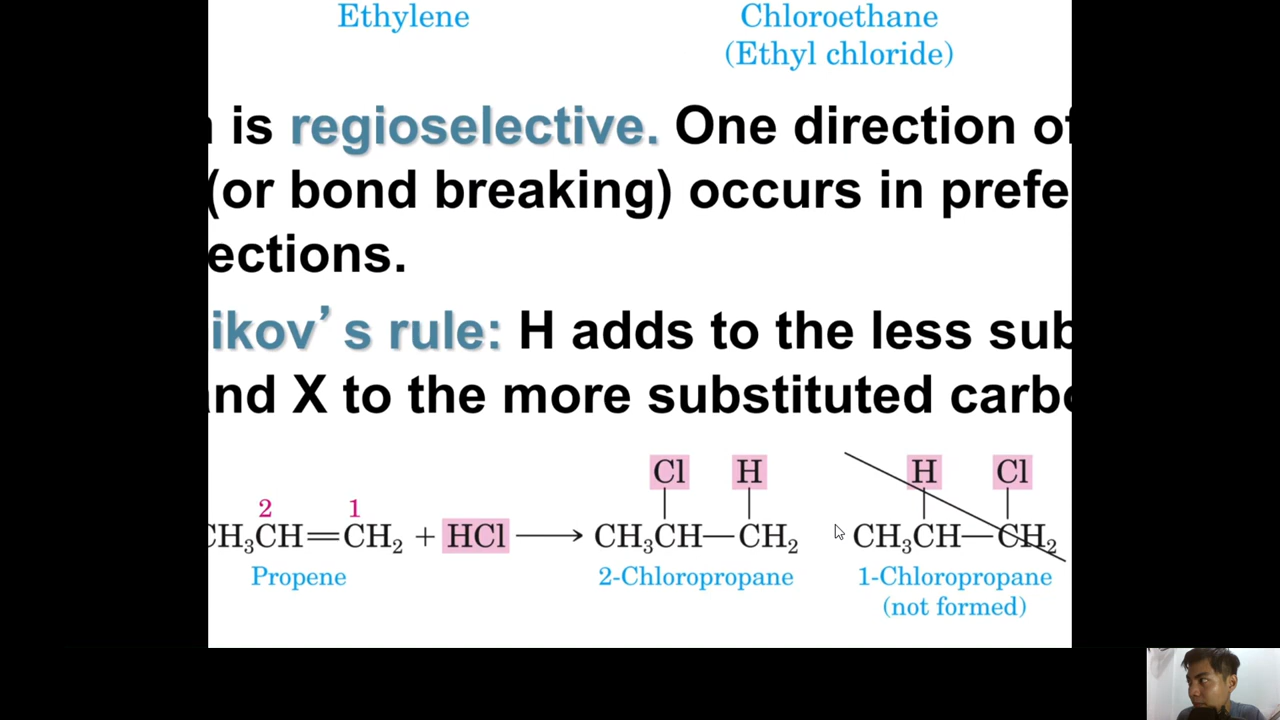 Ethylene Chloroethane
(Ethyl chloride)
is regioselective. One direction of
(or bond breaking) occurs in prefe
ections.
ikov's rule: H adds to the less sub
and X to the more substituted carbo
Cl H H Cl
2 1
CH₃CH=CH₂ + HCl ⟶ CH₃CH—CH₂ CH₃CH—CH₂
Propene 2-Chloropropane 1-Chloropropane
(not formed)